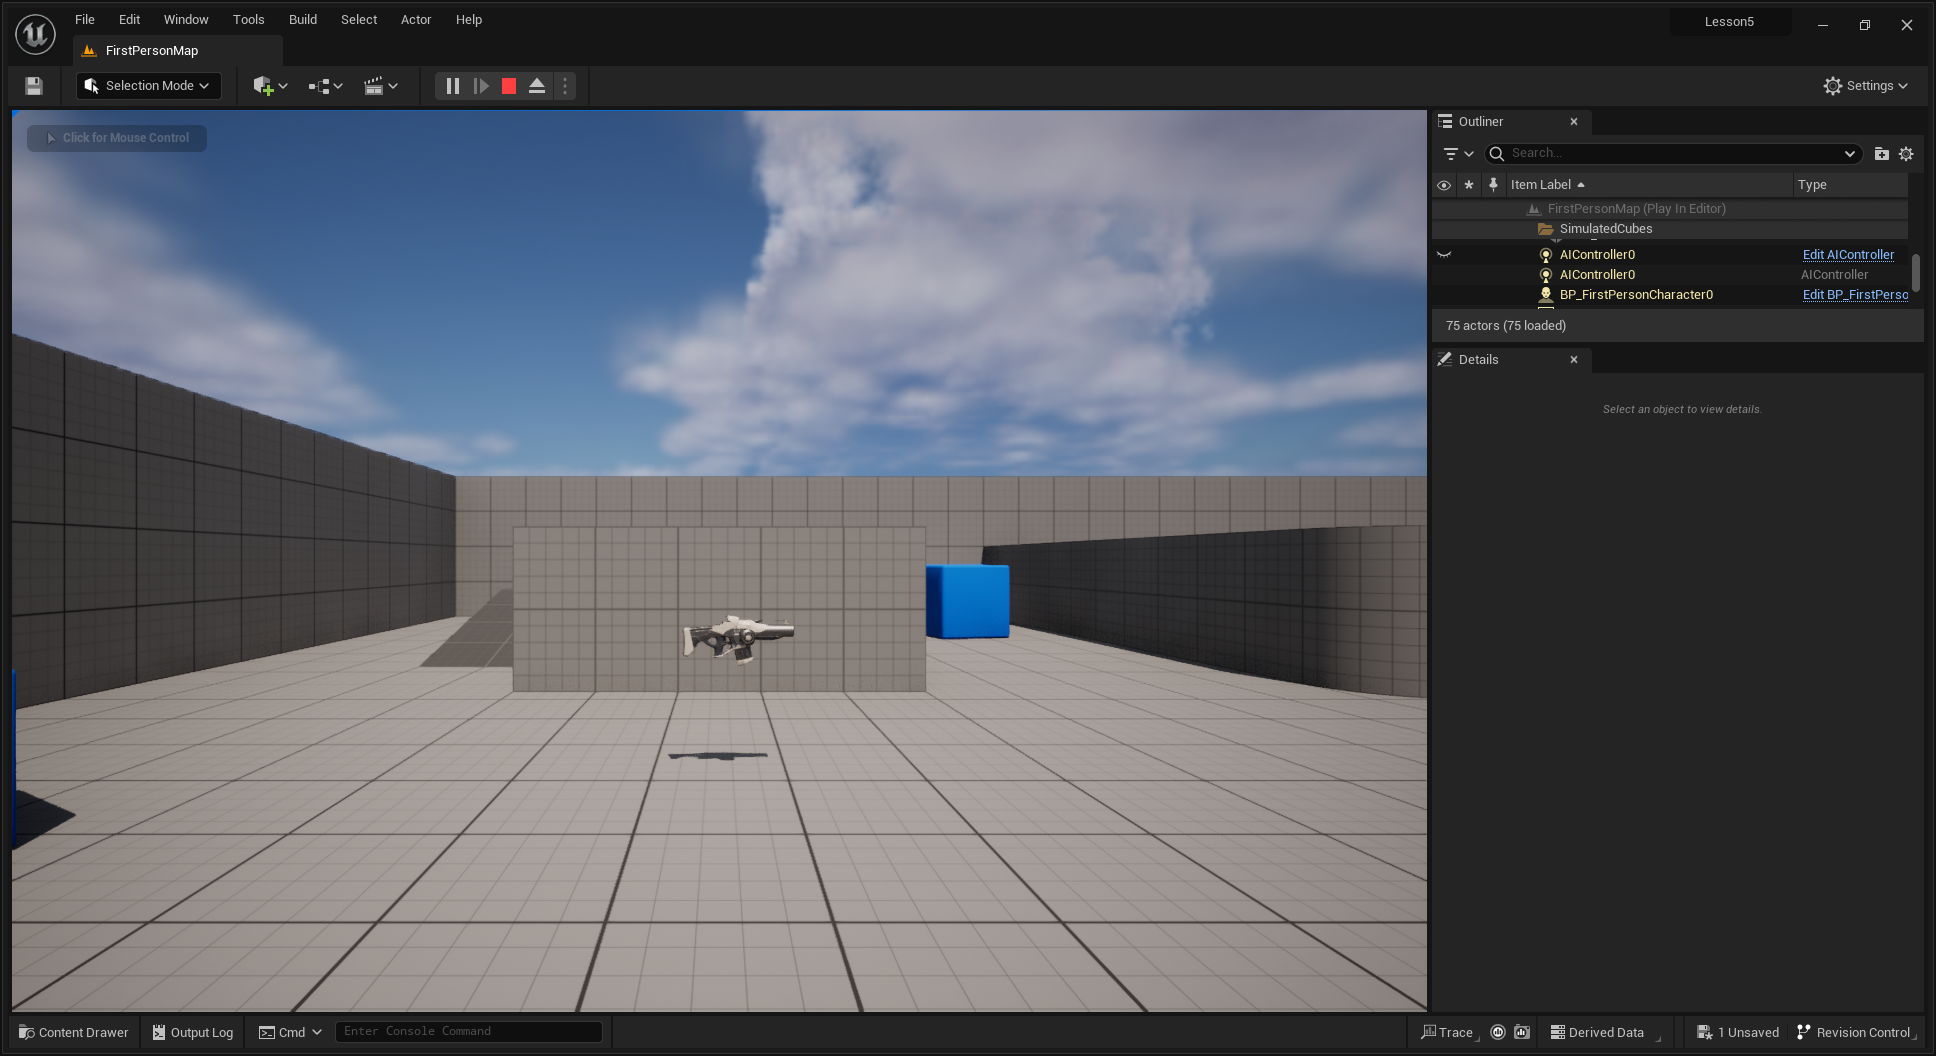 File Edit Window Tools Build Select Actor Help
Lesson5
FirstPersonMap
Selection Mode
Settings
Click for Mouse Control
Outliner
Search...
Item Label Type
FirstPersonMap (Play In Editor)
SimulatedCubes
AIController0 Edit AIController
AIController0 AIController
BP_FirstPersonCharacter0 Edit BP_FirstPerso
75 actors (75 loaded)
Details
Select an object to view details.
Content Drawer Output Log Cmd Enter Console Command Trace Derived Data 1 Unsaved Revision Control